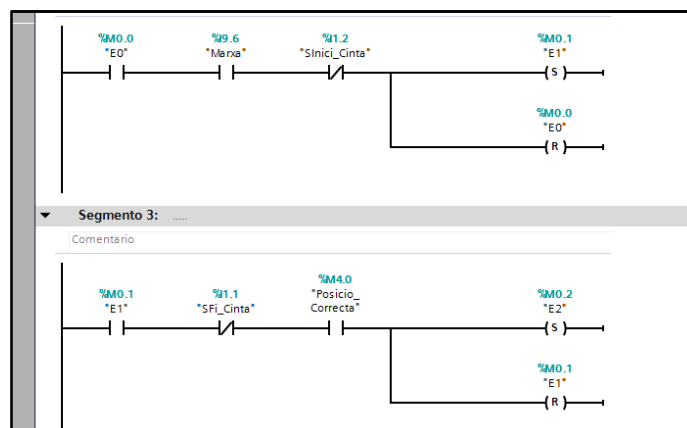 %M0.0 %I9.6 %I1.2 %M0.1
"E0" "Marxa" "SInici_Cinta" "E1"
S
%M0.0
"E0"
R
Segmento 3: .....
Comentario
%M4.0
%M0.1 %I1.1 "Posicio_ %M0.2
"E1" "SFi_Cinta" Correcta" "E2"
S
%M0.1
"E1"
R